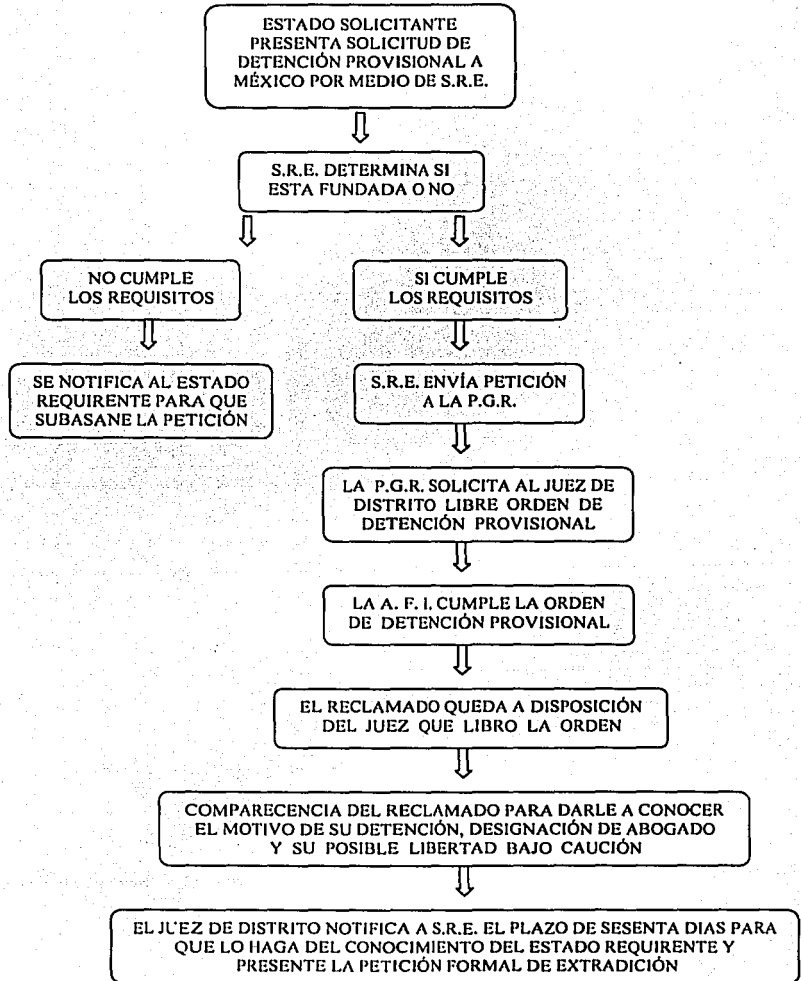 ESTADO SOLICITANTE
PRESENTA SOLICITUD DE
DETENCIÓN PROVISIONAL A
MÉXICO POR MEDIO DE S.R.E.
S.R.E. DETERMINA SI
ESTA FUNDADA O NO
NO CUMPLE
LOS REQUISITOS
SI CUMPLE
LOS REQUISITOS
SE NOTIFICA AL ESTADO
REQUIRENTE PARA QUE
SUBASANE LA PETICIÓN
S.R.E. ENVÍA PETICIÓN
A LA P.G.R.
LA P.G.R. SOLICITA AL JUEZ DE
DISTRITO LIBRE ORDEN DE
DETENCIÓN PROVISIONAL
LA A. F. I. CUMPLE LA ORDEN
DE DETENCIÓN PROVISIONAL
EL RECLAMADO QUEDA A DISPOSICIÓN
DEL JUEZ QUE LIBRO LA ORDEN
COMPARECENCIA DEL RECLAMADO PARA DARLE A CONOCER
EL MOTIVO DE SU DETENCIÓN, DESIGNACIÓN DE ABOGADO
Y SU POSIBLE LIBERTAD BAJO CAUCIÓN
EL JUEZ DE DISTRITO NOTIFICA A S.R.E. EL PLAZO DE SESENTA DIAS PARA
QUE LO HAGA DEL CONOCIMIENTO DEL ESTADO REQUIRENTE Y
PRESENTE LA PETICIÓN FORMAL DE EXTRADICIÓN